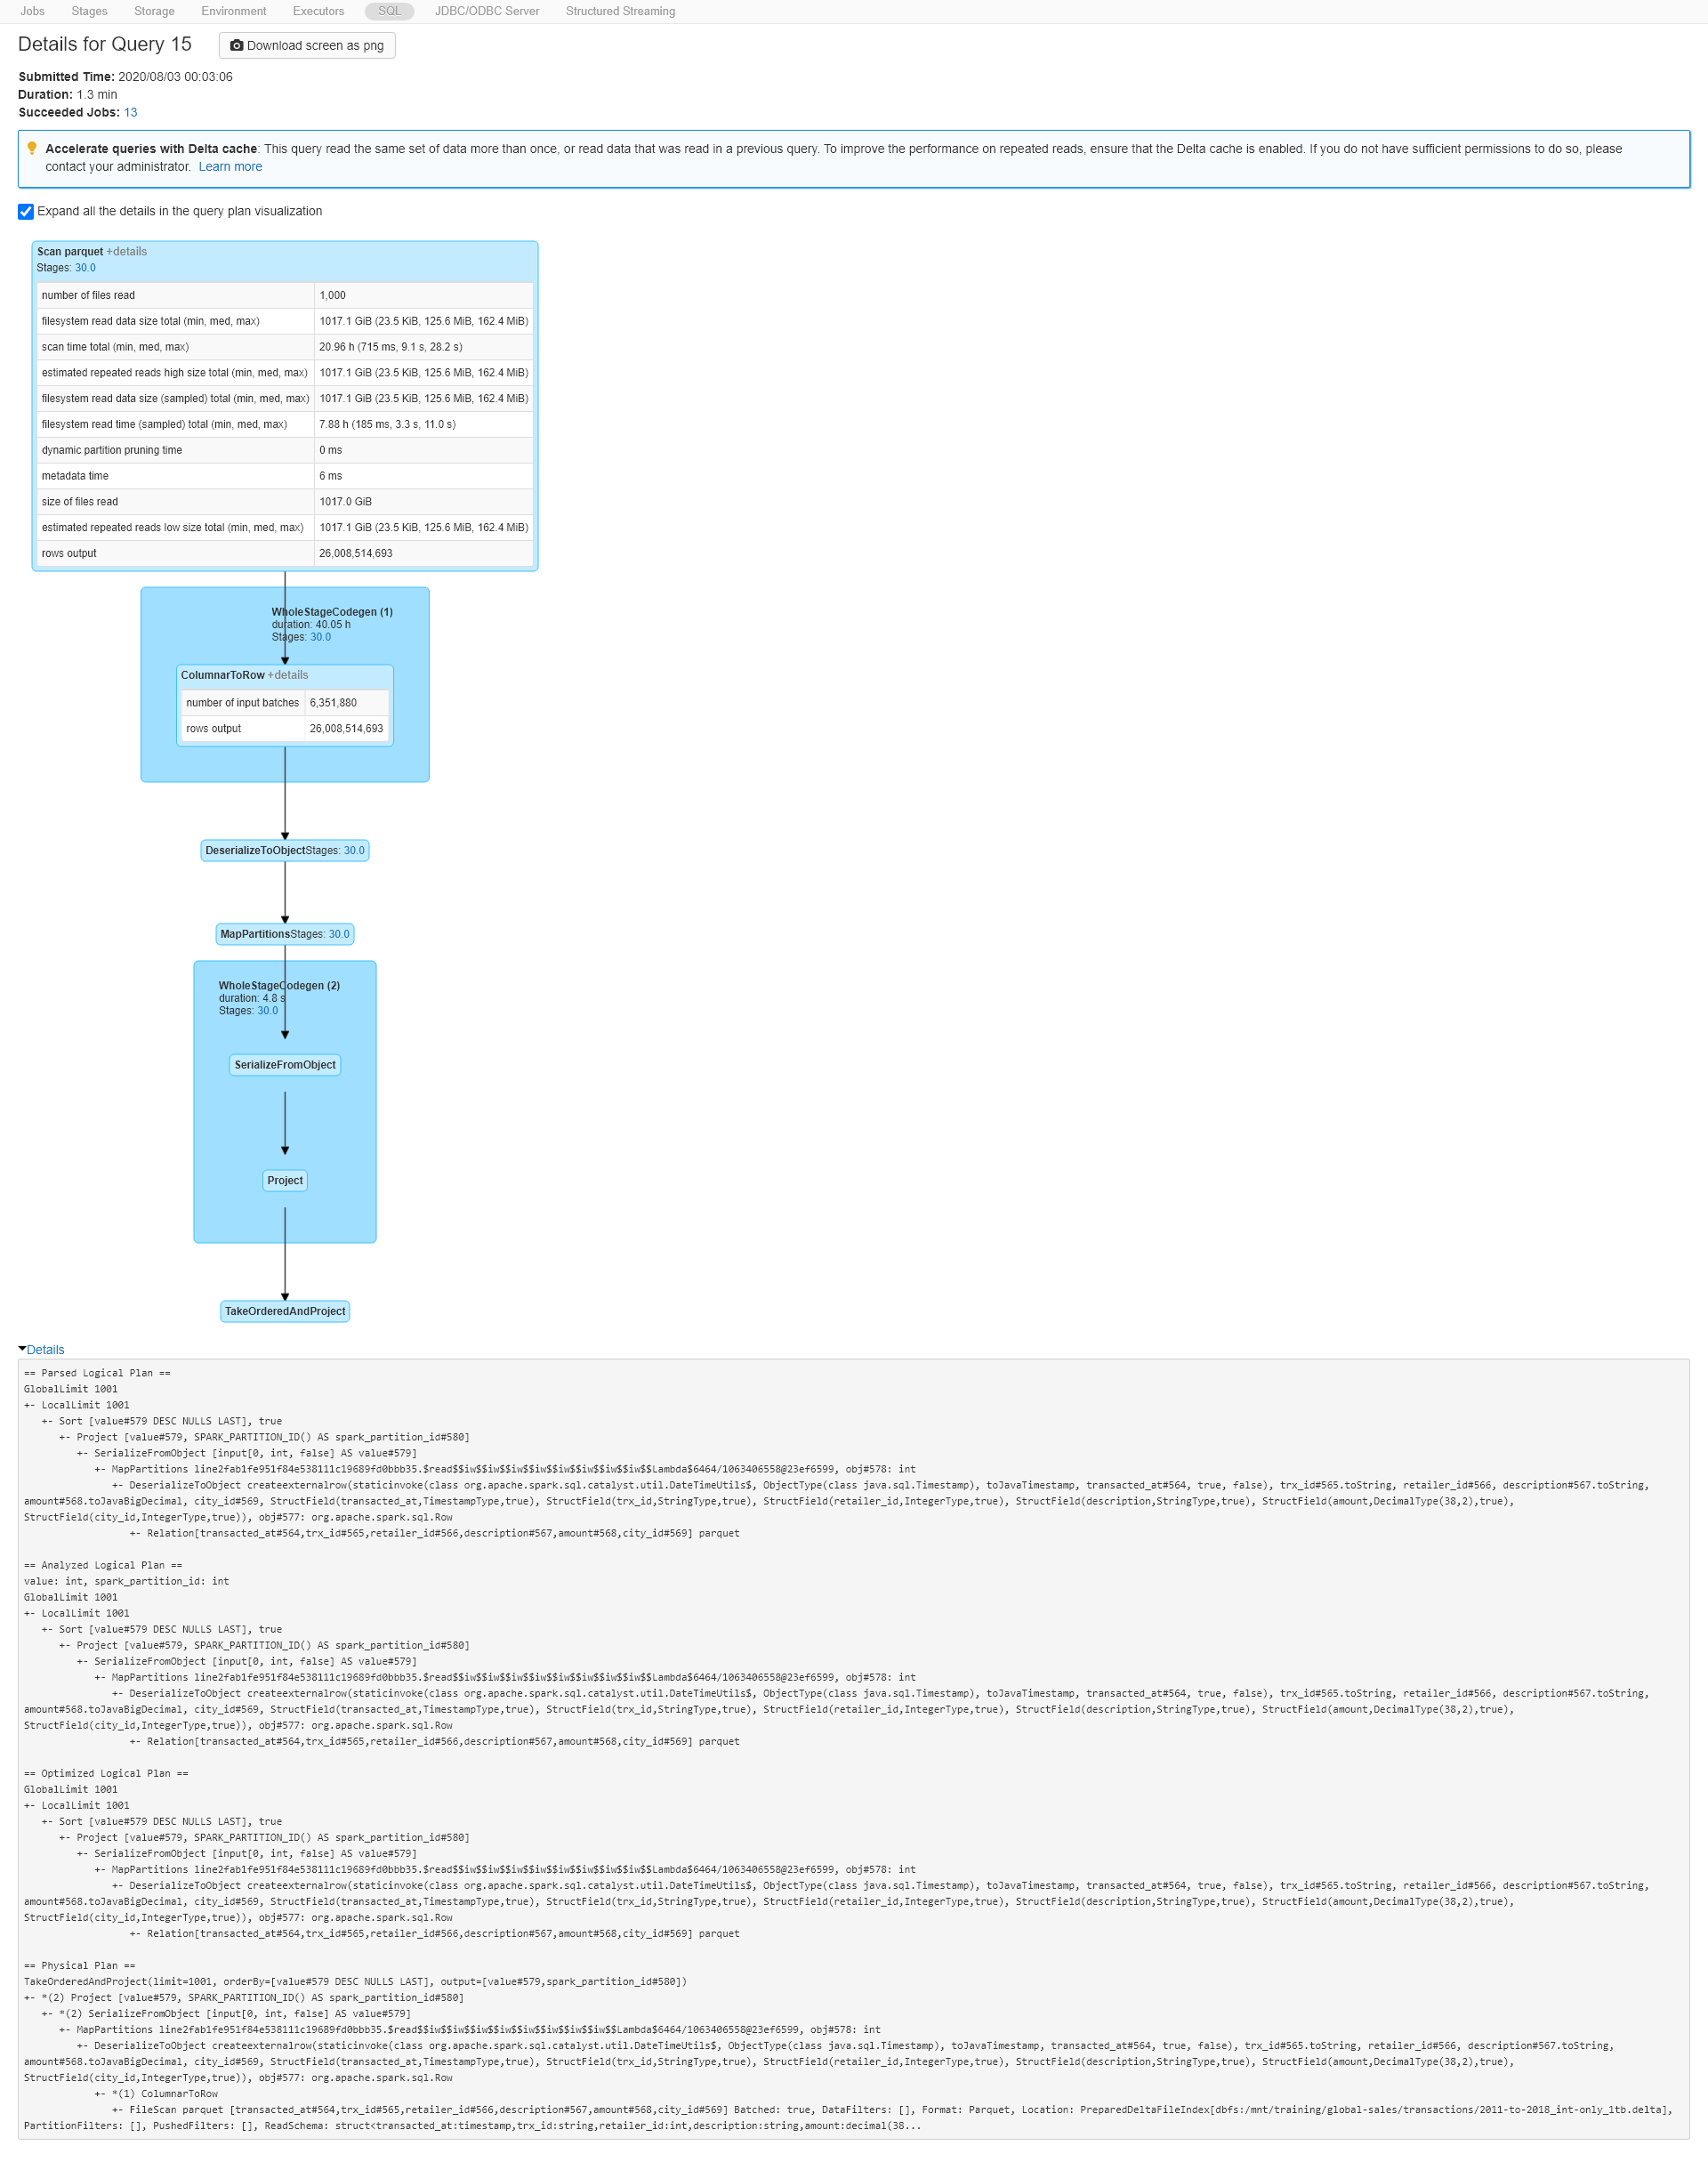 Jobs Stages Storage Environment Executors SQL JDBC/ODBC Server Structured Streaming
Details for Query 15 Download screen as png
Submitted Time: 2020/08/03 00:03:06
Duration: 1.3 min
Succeeded Jobs: 13
Accelerate queries with Delta cache: This query read the same set of data more than once, or read data that was read in a previous query. To improve the performance on repeated reads, ensure that the Delta cache is enabled. If you do not have sufficient permissions to do so, please
contact your administrator. Learn more
Expand all the details in the query plan visualization
Scan parquet +details
Stages: 30.0
number of files read 1,000
filesystem read data size total (min, med, max) 1017.1 GiB (23.5 KiB, 125.6 MiB, 162.4 MiB)
scan time total (min, med, max) 20.96 h (715 ms, 9.1 s, 28.2 s)
estimated repeated reads high size total (min, med, max) 1017.1 GiB (23.5 KiB, 125.6 MiB, 162.4 MiB)
filesystem read data size (sampled) total (min, med, max) 1017.1 GiB (23.5 KiB, 125.6 MiB, 162.4 MiB)
filesystem read time (sampled) total (min, med, max) 7.88 h (185 ms, 3.3 s, 11.0 s)
dynamic partition pruning time 0 ms
metadata time 6 ms
size of files read 1017.0 GiB
estimated repeated reads low size total (min, med, max) 1017.1 GiB (23.5 KiB, 125.6 MiB, 162.4 MiB)
rows output 26,008,514,693
WholeStageCodegen (1)
duration: 40.05 h
Stages: 30.0
ColumnarToRow +details
number of input batches 6,351,880
rows output 26,008,514,693
DeserializeToObjectStages: 30.0
MapPartitionsStages: 30.0
WholeStageCodegen (2)
duration: 4.8 s
Stages: 30.0
SerializeFromObject
Project
TakeOrderedAndProject
Details
== Parsed Logical Plan ==
GlobalLimit 1001
+- LocalLimit 1001
   +- Sort [value#579 DESC NULLS LAST], true
      +- Project [value#579, SPARK_PARTITION_ID() AS spark_partition_id#580]
         +- SerializeFromObject [input[0, int, false] AS value#579]
            +- MapPartitions line2fab1fe951f84e538111c19689fd0bbb35.$read$$iw$$iw$$iw$$iw$$iw$$iw$$iw$$iw$$Lambda$6464/1063406558@23ef6599, obj#578: int
               +- DeserializeToObject createexternalrow(staticinvoke(class org.apache.spark.sql.catalyst.util.DateTimeUtils$, ObjectType(class java.sql.Timestamp), toJavaTimestamp, transacted_at#564, true, false), trx_id#565.toString, retailer_id#566, description#567.toString,
amount#568.toJavaBigDecimal, city_id#569, StructField(transacted_at,TimestampType,true), StructField(trx_id,StringType,true), StructField(retailer_id,IntegerType,true), StructField(description,StringType,true), StructField(amount,DecimalType(38,2),true),
StructField(city_id,IntegerType,true)), obj#577: org.apache.spark.sql.Row
                  +- Relation[transacted_at#564,trx_id#565,retailer_id#566,description#567,amount#568,city_id#569] parquet
== Analyzed Logical Plan ==
value: int, spark_partition_id: int
GlobalLimit 1001
+- LocalLimit 1001
   +- Sort [value#579 DESC NULLS LAST], true
      +- Project [value#579, SPARK_PARTITION_ID() AS spark_partition_id#580]
         +- SerializeFromObject [input[0, int, false] AS value#579]
            +- MapPartitions line2fab1fe951f84e538111c19689fd0bbb35.$read$$iw$$iw$$iw$$iw$$iw$$iw$$iw$$iw$$Lambda$6464/1063406558@23ef6599, obj#578: int
               +- DeserializeToObject createexternalrow(staticinvoke(class org.apache.spark.sql.catalyst.util.DateTimeUtils$, ObjectType(class java.sql.Timestamp), toJavaTimestamp, transacted_at#564, true, false), trx_id#565.toString, retailer_id#566, description#567.toString,
amount#568.toJavaBigDecimal, city_id#569, StructField(transacted_at,TimestampType,true), StructField(trx_id,StringType,true), StructField(retailer_id,IntegerType,true), StructField(description,StringType,true), StructField(amount,DecimalType(38,2),true),
StructField(city_id,IntegerType,true)), obj#577: org.apache.spark.sql.Row
                  +- Relation[transacted_at#564,trx_id#565,retailer_id#566,description#567,amount#568,city_id#569] parquet
== Optimized Logical Plan ==
GlobalLimit 1001
+- LocalLimit 1001
   +- Sort [value#579 DESC NULLS LAST], true
      +- Project [value#579, SPARK_PARTITION_ID() AS spark_partition_id#580]
         +- SerializeFromObject [input[0, int, false] AS value#579]
            +- MapPartitions line2fab1fe951f84e538111c19689fd0bbb35.$read$$iw$$iw$$iw$$iw$$iw$$iw$$iw$$iw$$Lambda$6464/1063406558@23ef6599, obj#578: int
               +- DeserializeToObject createexternalrow(staticinvoke(class org.apache.spark.sql.catalyst.util.DateTimeUtils$, ObjectType(class java.sql.Timestamp), toJavaTimestamp, transacted_at#564, true, false), trx_id#565.toString, retailer_id#566, description#567.toString,
amount#568.toJavaBigDecimal, city_id#569, StructField(transacted_at,TimestampType,true), StructField(trx_id,StringType,true), StructField(retailer_id,IntegerType,true), StructField(description,StringType,true), StructField(amount,DecimalType(38,2),true),
StructField(city_id,IntegerType,true)), obj#577: org.apache.spark.sql.Row
                  +- Relation[transacted_at#564,trx_id#565,retailer_id#566,description#567,amount#568,city_id#569] parquet
== Physical Plan ==
TakeOrderedAndProject(limit=1001, orderBy=[value#579 DESC NULLS LAST], output=[value#579,spark_partition_id#580])
+- *(2) Project [value#579, SPARK_PARTITION_ID() AS spark_partition_id#580]
   +- *(2) SerializeFromObject [input[0, int, false] AS value#579]
      +- MapPartitions line2fab1fe951f84e538111c19689fd0bbb35.$read$$iw$$iw$$iw$$iw$$iw$$iw$$iw$$iw$$Lambda$6464/1063406558@23ef6599, obj#578: int
         +- DeserializeToObject createexternalrow(staticinvoke(class org.apache.spark.sql.catalyst.util.DateTimeUtils$, ObjectType(class java.sql.Timestamp), toJavaTimestamp, transacted_at#564, true, false), trx_id#565.toString, retailer_id#566, description#567.toString,
amount#568.toJavaBigDecimal, city_id#569, StructField(transacted_at,TimestampType,true), StructField(trx_id,StringType,true), StructField(retailer_id,IntegerType,true), StructField(description,StringType,true), StructField(amount,DecimalType(38,2),true),
StructField(city_id,IntegerType,true)), obj#577: org.apache.spark.sql.Row
            +- *(1) ColumnarToRow
               +- FileScan parquet [transacted_at#564,trx_id#565,retailer_id#566,description#567,amount#568,city_id#569] Batched: true, DataFilters: [], Format: Parquet, Location: PreparedDeltaFileIndex[dbfs:/mnt/training/global-sales/transactions/2011-to-2018_int-only_1tb.delta],
PartitionFilters: [], PushedFilters: [], ReadSchema: struct<transacted_at:timestamp,trx_id:string,retailer_id:int,description:string,amount:decimal(38...